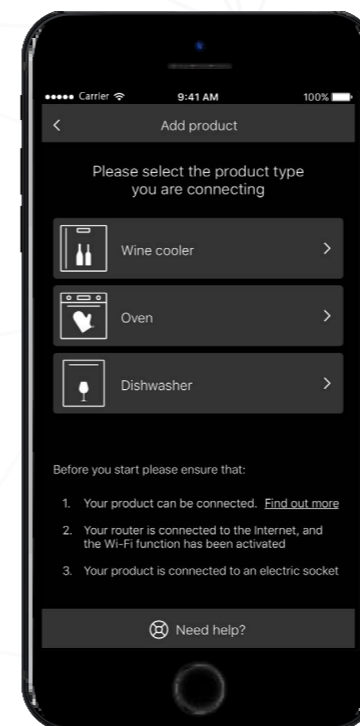 Carrier 9:41 AM 100%
Add product
Please select the product type
you are connecting
Wine cooler
Oven
Dishwasher
Before you start please ensure that:
1. Your product can be connected. Find out more
2. Your router is connected to the Internet, and
the Wi-Fi function has been activated
3. Your product is connected to an electric socket
Need help?